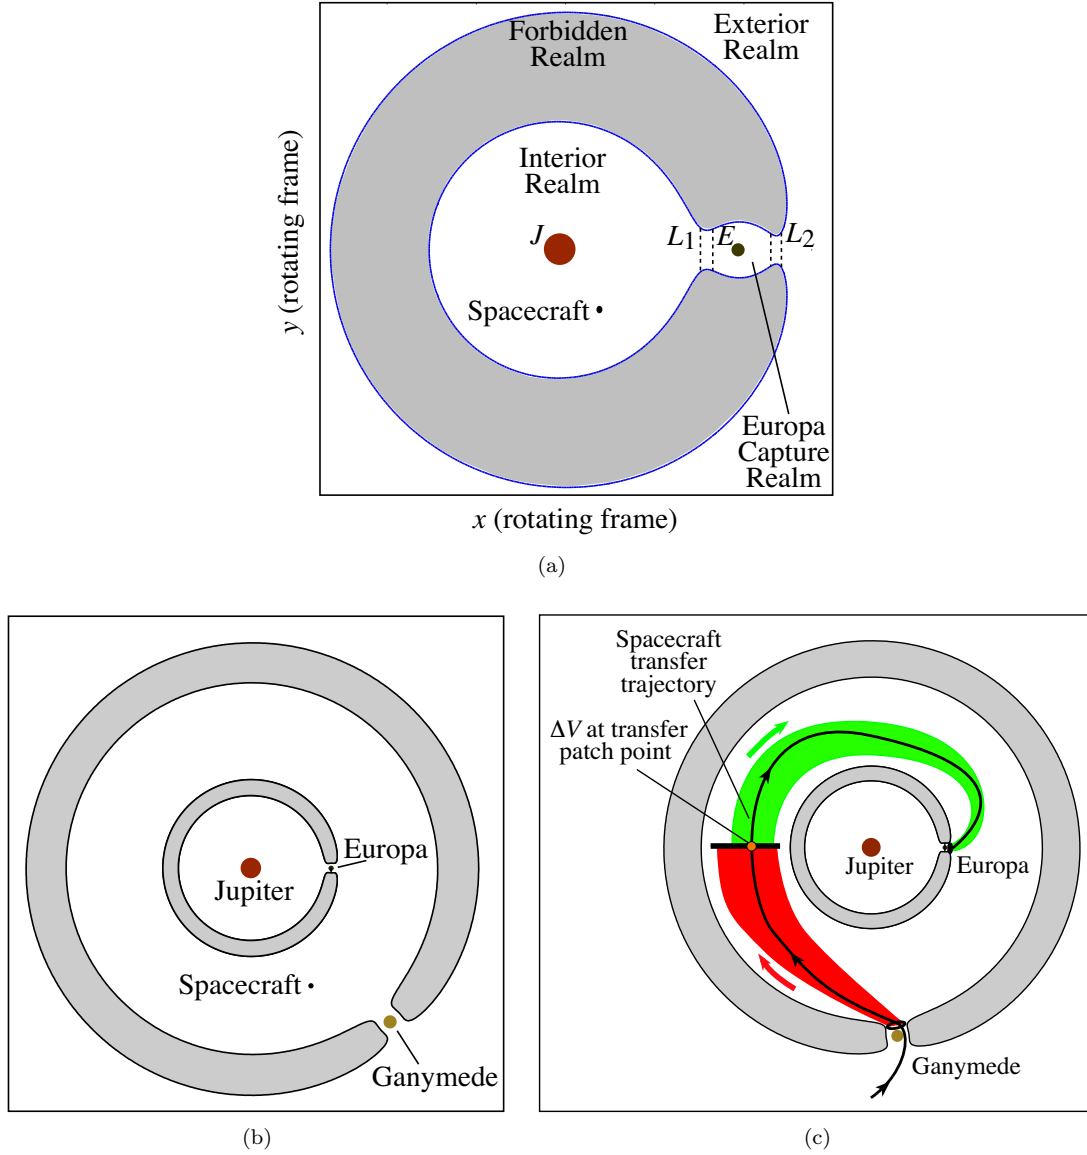 Forbidden
Realm
Exterior
Realm
Interior
Realm
J
L1
E
L2
Spacecraft
Europa
Capture
Realm
y (rotating frame)
x (rotating frame)
(a)
Europa
Jupiter
Spacecraft
Ganymede
(b)
Spacecraft
transfer
trajectory
ΔV at transfer
patch point
Jupiter
Europa
Ganymede
(c)